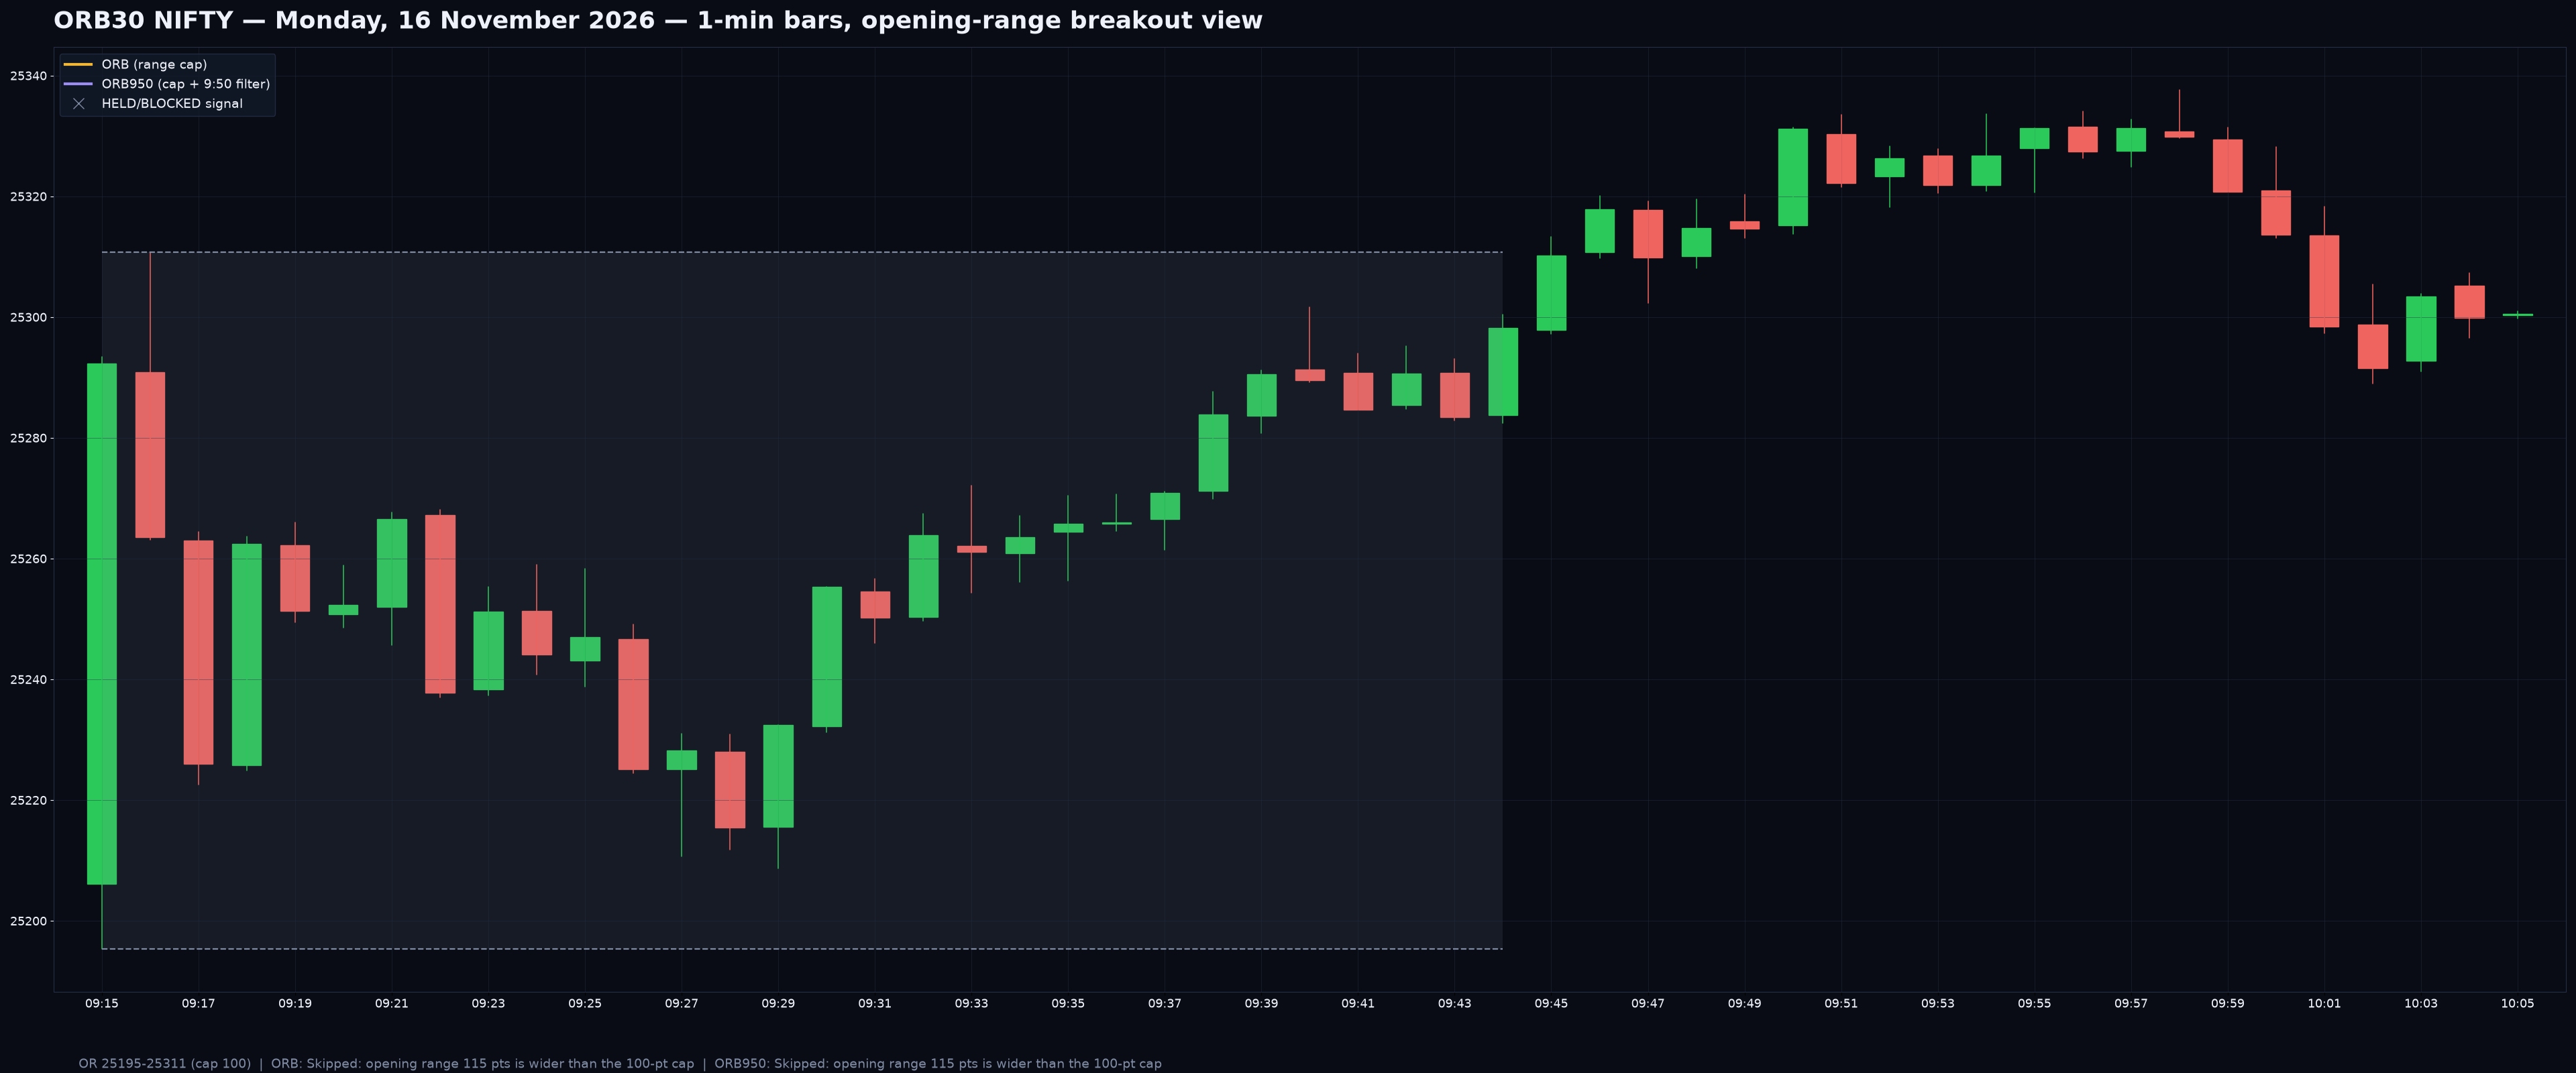 ORB30 NIFTY — Monday, 16 November 2026 — 1-min bars, opening-range breakout view
ORB (range cap)
ORB950 (cap + 9:50 filter)
HELD/BLOCKED signal
25340
25320
25300
25280
25260
25240
25220
25200
09:15 09:17 09:19 09:21 09:23 09:25 09:27 09:29 09:31 09:33 09:35 09:37 09:39 09:41 09:43 09:45 09:47 09:49 09:51 09:53 09:55 09:57 09:59 10:01 10:03 10:05
OR 25195-25311 (cap 100) | ORB: Skipped: opening range 115 pts is wider than the 100-pt cap | ORB950: Skipped: opening range 115 pts is wider than the 100-pt cap